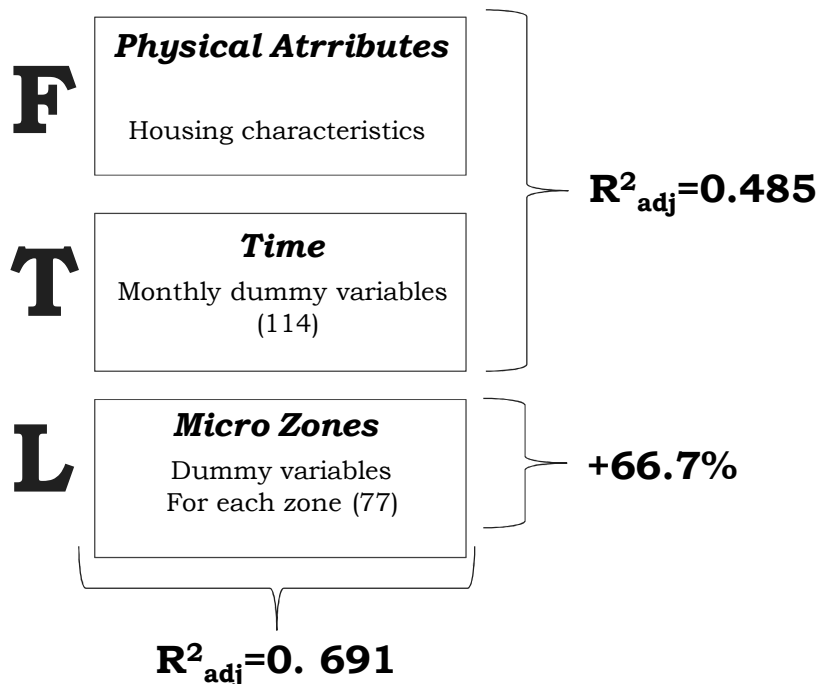 F
Physical Atrributes
Housing characteristics
R²adj=0.485
T
Time
Monthly dummy variables
(114)
L
Micro Zones
Dummy variables
For each zone (77)
+66.7%
R²adj=0. 691